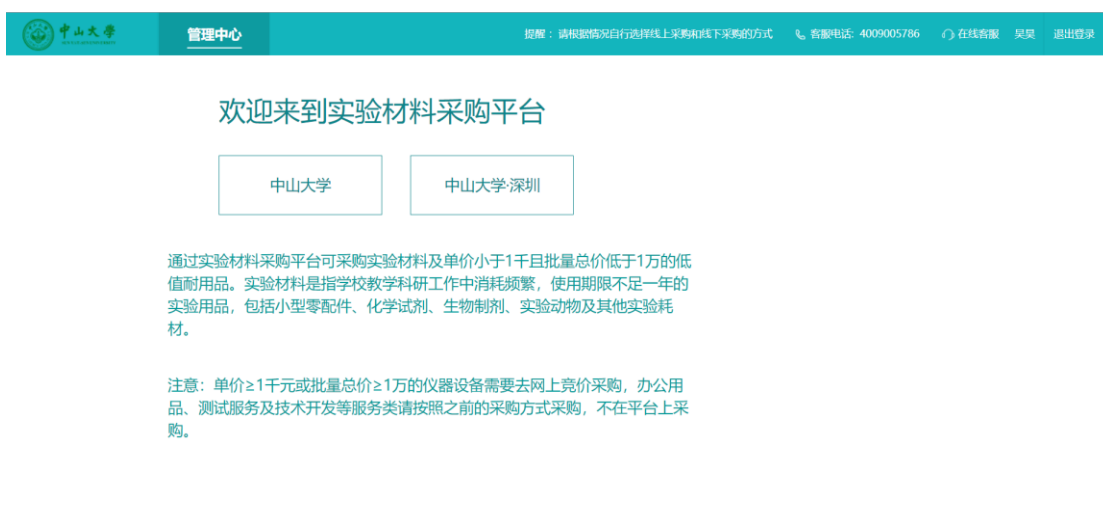 中山大学 管理中心 提醒：请根据情况自行选择线上采购和线下采购的方式 客服电话: 4009005786 在线客服 吴昊 退出登录
欢迎来到实验材料采购平台
中山大学 中山大学·深圳
通过实验材料采购平台可采购实验材料及单价小于1千且批量总价低于1万的低
值耐用品。实验材料是指学校教学科研工作中消耗频繁，使用期限不足一年的
实验用品，包括小型零配件、化学试剂、生物制剂、实验动物及其他实验耗
材。
注意：单价≥1千元或批量总价≥1万的仪器设备需要去网上竞价采购，办公用
品、测试服务及技术开发等服务类请按照之前的采购方式采购，不在平台上采
购。